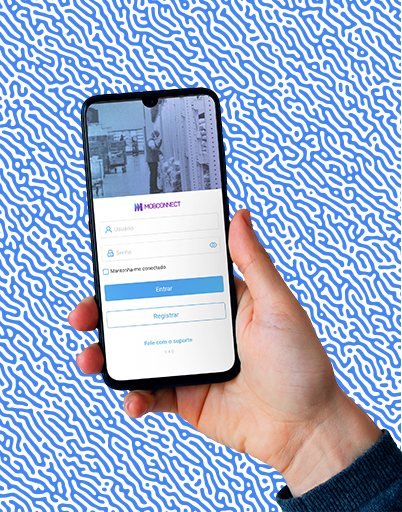 MOBCONNECT
Usuário
Senha
Mantenha-me conectado
Entrar
Registrar
Fale com o suporte